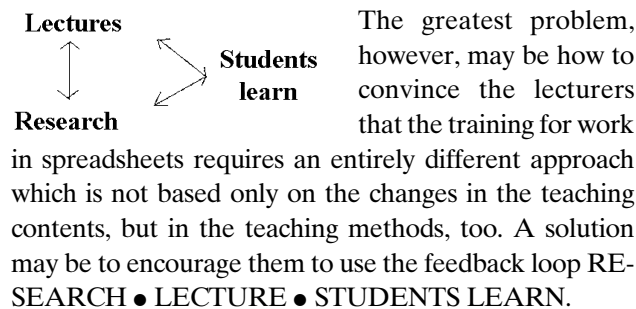 Lectures
Students
learn
Research
The greatest problem,
however, may be how to
convince the lecturers
that the training for work
in spreadsheets requires an entirely different approach
which is not based only on the changes in the teaching
contents, but in the teaching methods, too. A solution
may be to encourage them to use the feedback loop RE-
SEARCH ● LECTURE ● STUDENTS LEARN.